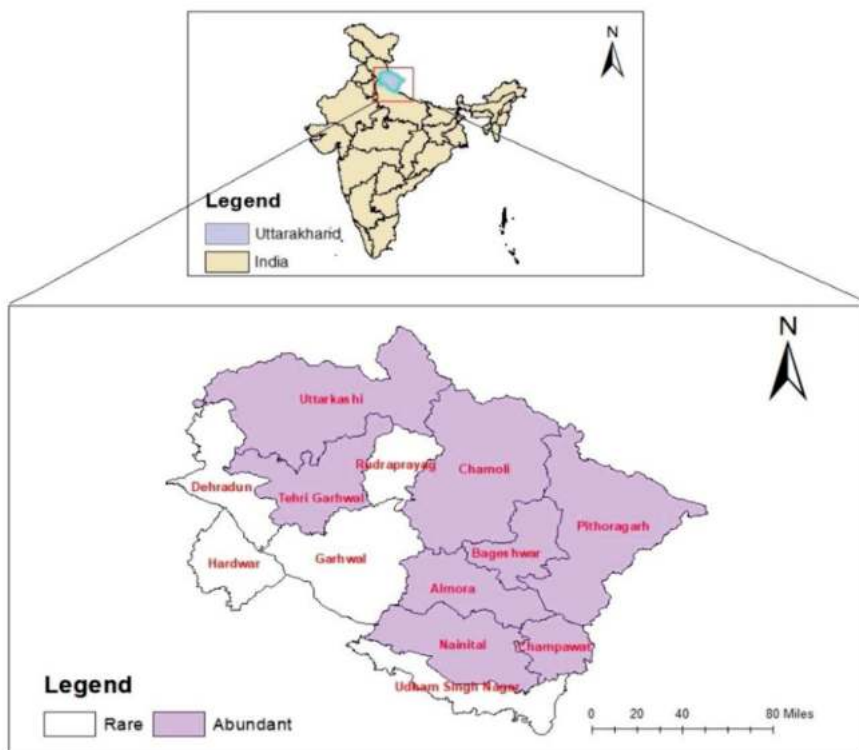 N
Legend
Uttarakhand
India
N
Uttarkashi
Rudraprayag
Chamoli
Dehradun
Tehri Garhwal
Pithoragarh
Hardwar
Garhwal
Bageshwar
Almora
Nainital
Champawat
Udham Singh Nagar
Legend
Rare
Abundant
0 20 40 80 Miles